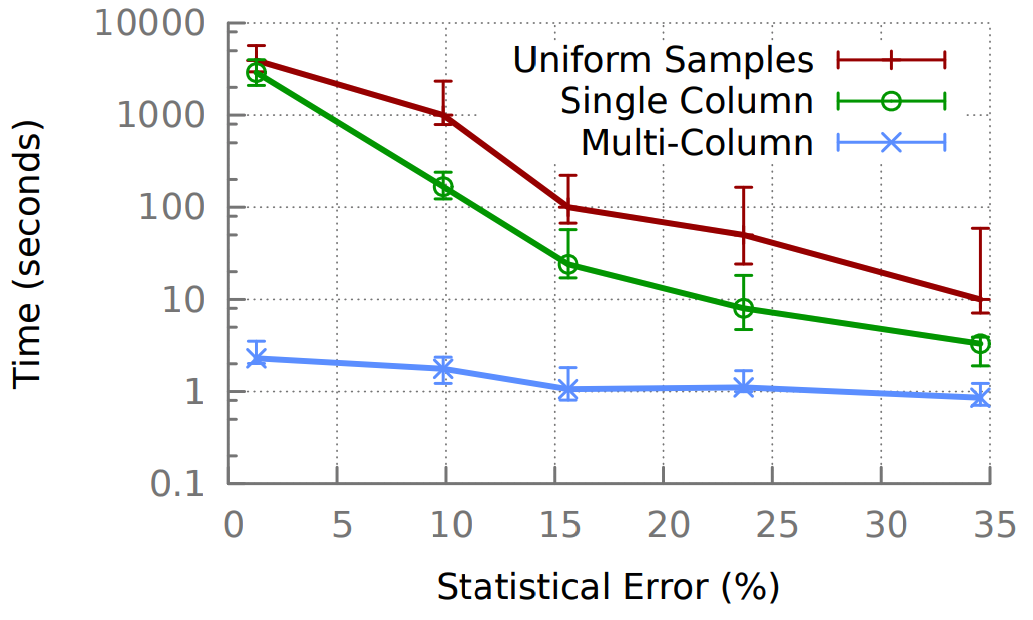 10000
1000
100
10
1
0.1
Time (seconds)
Uniform Samples
Single Column
Multi-Column
0 5 10 15 20 25 30 35
Statistical Error (%)